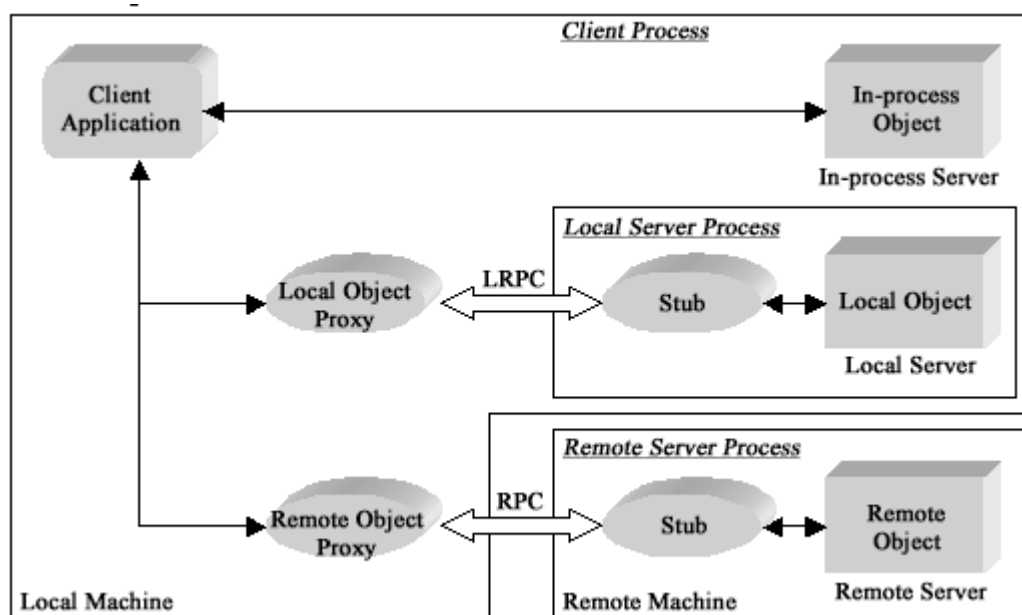 Client Process
Client
Application
In-process
Object
In-process Server
Local Server Process
Local Object
Proxy
LRPC
Stub
Local Object
Local Server
Remote Server Process
Remote Object
Proxy
RPC
Stub
Remote
Object
Remote Server
Local Machine
Remote Machine